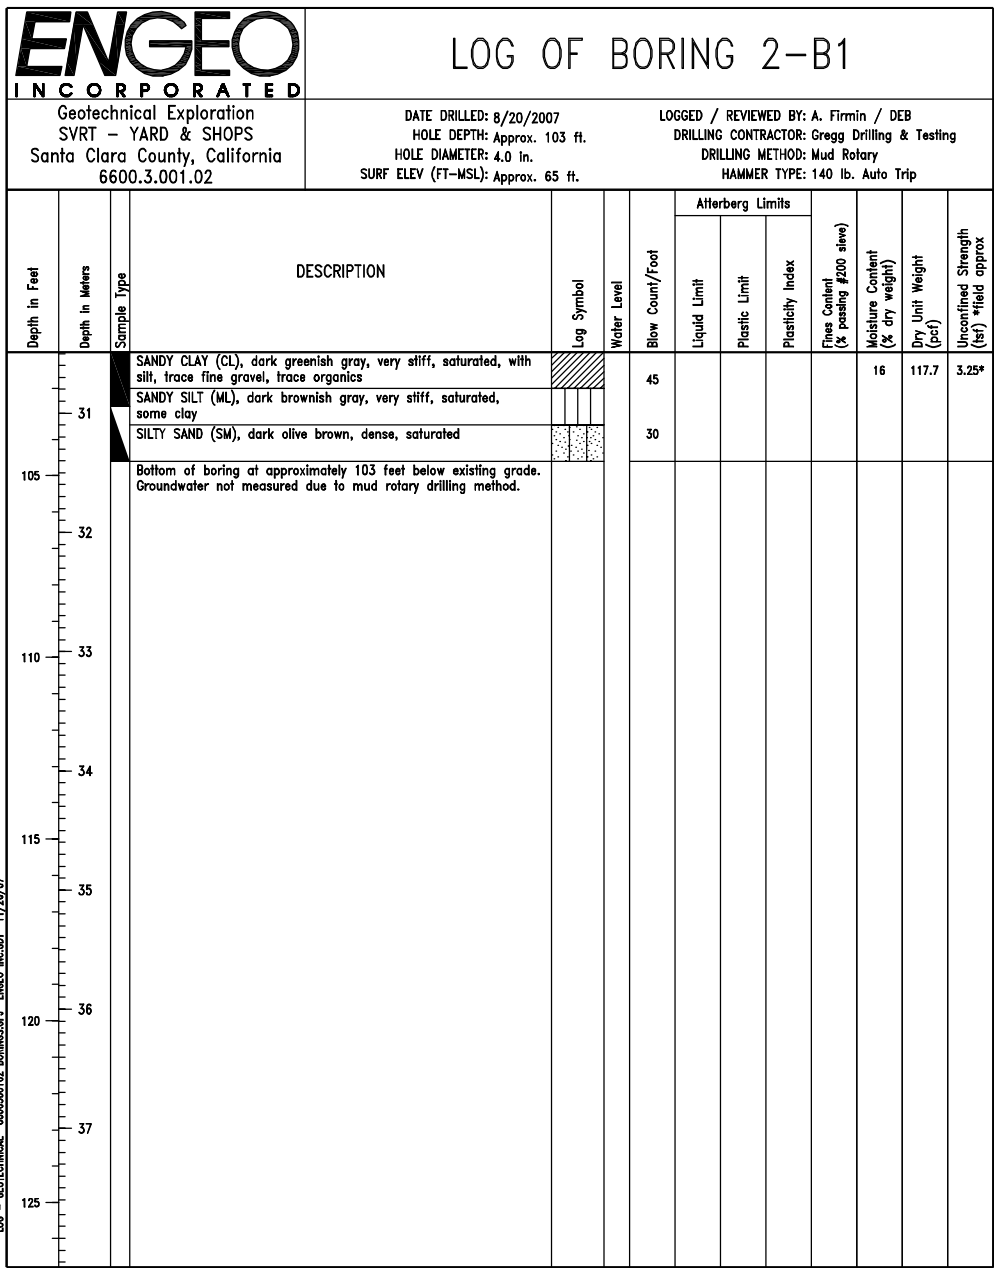 ENGEO
INCORPORATED
LOG OF BORING 2-B1
Geotechnical Exploration
SVRT - YARD & SHOPS
Santa Clara County, California
6600.3.001.02
DATE DRILLED: 8/20/2007
HOLE DEPTH: Approx. 103 ft.
HOLE DIAMETER: 4.0 in.
SURF ELEV (FT-MSL): Approx. 65 ft.
LOGGED / REVIEWED BY: A. Firmin / DEB
DRILLING CONTRACTOR: Gregg Drilling & Testing
DRILLING METHOD: Mud Rotary
HAMMER TYPE: 140 lb. Auto Trip
Depth in Feet
Depth in Meters
Sample Type
DESCRIPTION
Log Symbol
Water Level
Blow Count/Foot
Atterberg Limits
Liquid Limit
Plastic Limit
Plasticity Index
Fines Content
(% passing #200 sieve)
Moisture Content
(% dry weight)
Dry Unit Weight
(pcf)
Unconfined Strength
(tsf) *field approx
SANDY CLAY (CL), dark greenish gray, very stiff, saturated, with
silt, trace fine gravel, trace organics
45 16 117.7 3.25*
SANDY SILT (ML), dark brownish gray, very stiff, saturated,
some clay
31
SILTY SAND (SM), dark olive brown, dense, saturated
30
Bottom of boring at approximately 103 feet below existing grade.
Groundwater not measured due to mud rotary drilling method.
105
32
33
110
34
115
35
36
120
37
125